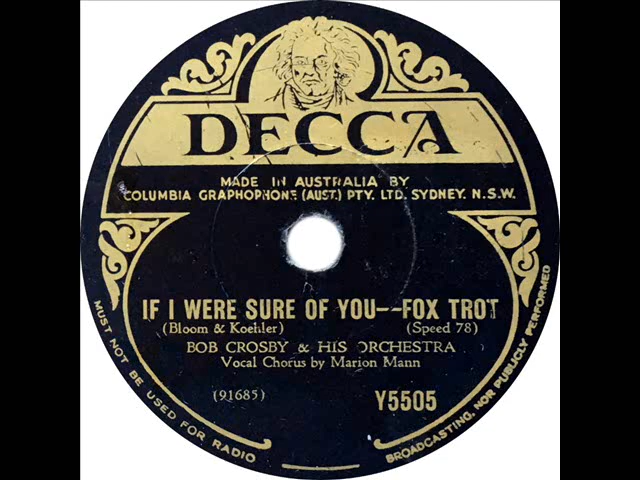 DECCA
MADE IN AUSTRALIA BY
COLUMBIA GRAPHOPHONE (AUST.) PTY. LTD. SYDNEY. N.S.W.
IF I WERE SURE OF YOU--FOX TROT
(Bloom & Koehler) (Speed 78)
BOB CROSBY & HIS ORCHESTRA
Vocal Chorus by Marion Mann
(91685) Y5505
MUST NOT BE USED FOR RADIO
BROADCASTING, NOR PUBLICLY PERFORMED